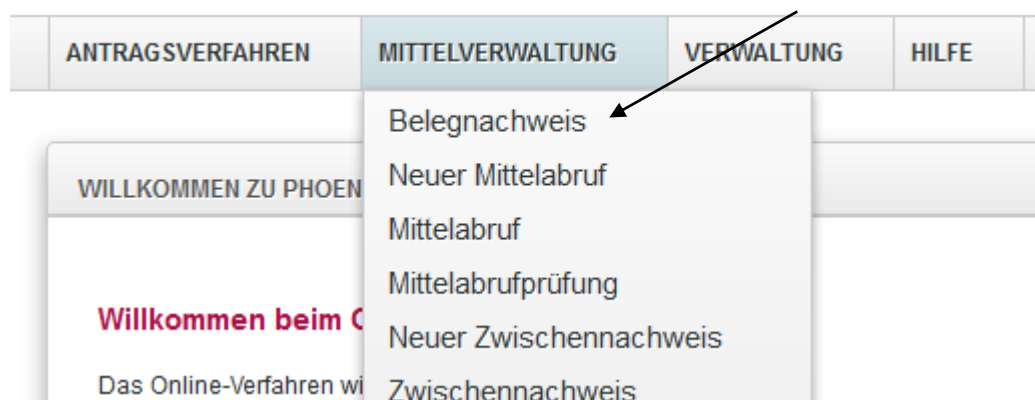 ANTRAGSVERFAHREN MITTELVERWALTUNG VERWALTUNG HILFE
Belegnachweis
Neuer Mittelabruf
Mittelabruf
Mittelabrufprüfung
Neuer Zwischennachweis
Zwischennachweis
WILLKOMMEN ZU PHOEN
Willkommen beim
Das Online-Verfahren wi